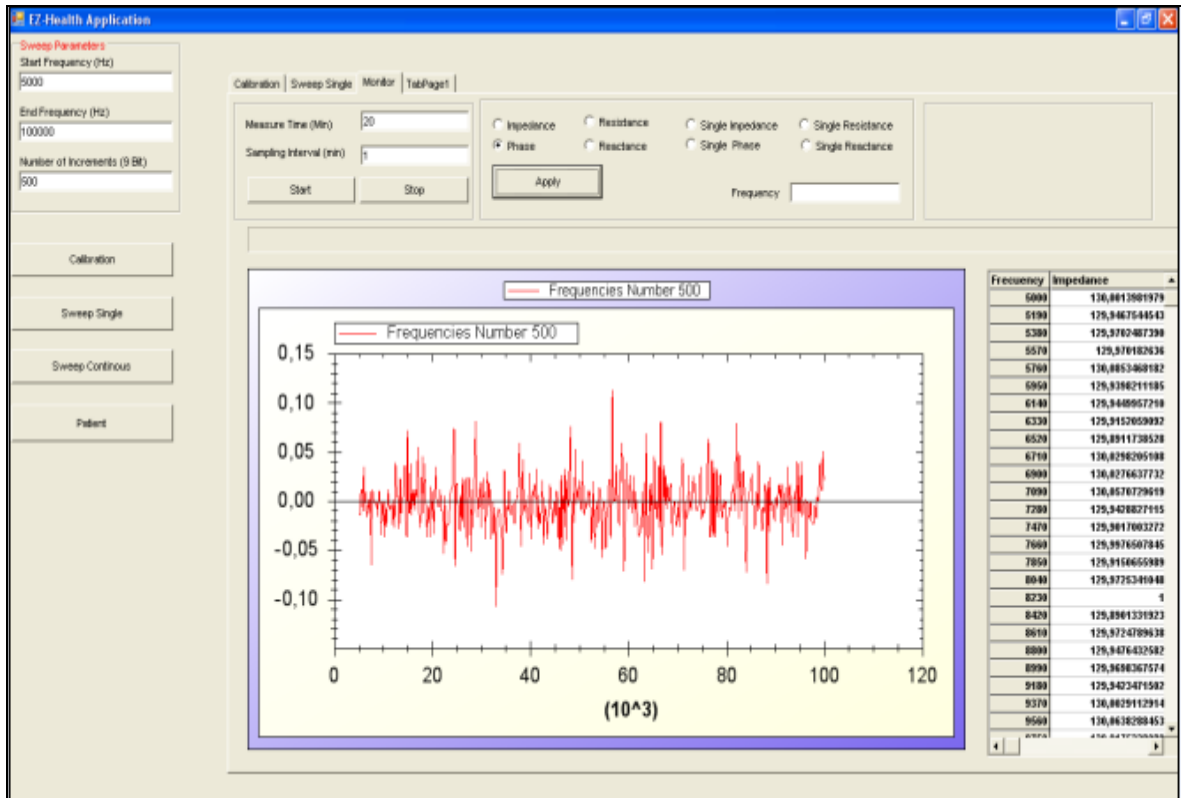 EZ-Health Application
Sweep Parameters
Start Frequency (Hz)
5000
End Frequency (Hz)
100000
Number of Increments (9 Bit)
500
Calibration
Sweep Single
Sweep Continous
Patient
Calibration Sweep Single Monitor TabPage1
Measure Time (Min) 20
Sampling Interval (min) 1
Start Stop
Impedance Resistance Single Impedance Single Resistance
Phase Reactance Single Phase Single Reactance
Apply
Frequency
Frequencies Number 500
Frequencies Number 500
0,15
0,10
0,05
0,00
-0,05
-0,10
0 20 40 60 80 100 120
(10^3)
Frecuency Impedance
5000 130,0013981979
5190 129,9467544543
5380 129,9702487390
5570 129,970182636
5760 130,0053468182
5950 129,9398211185
6140 129,9449957210
6330 129,9152059092
6520 129,8911738528
6710 130,0298205108
6900 130,0276637732
7090 130,0570729619
7280 129,9428827115
7470 129,9017003272
7660 129,9976507845
7850 129,9150655989
8040 129,9725341048
8230 1
8420 129,8901331923
8610 129,9724789638
8800 129,9476432582
8990 129,9690367574
9180 129,9423471502
9370 130,0029112914
9560 130,0638288453